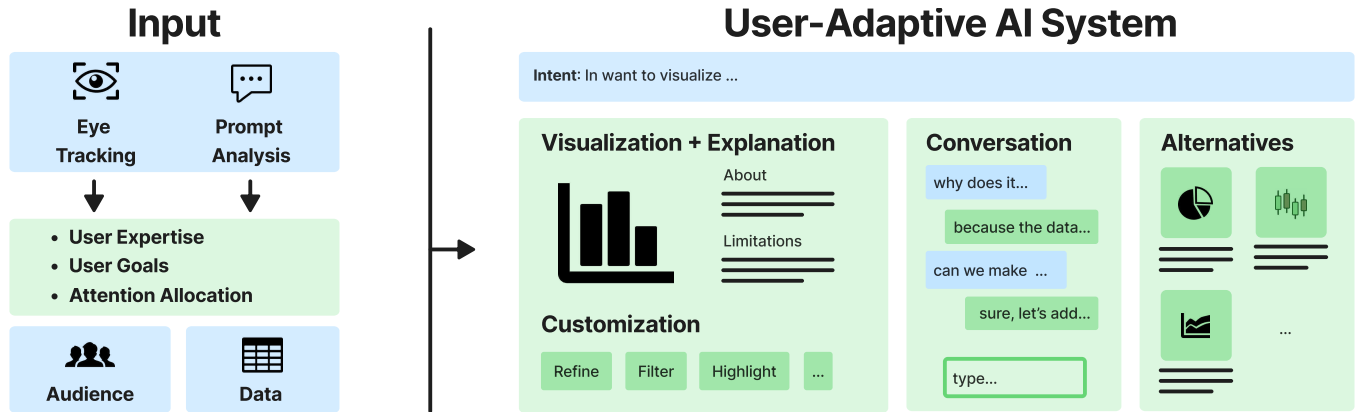 Input
Eye
Tracking
Prompt
Analysis
• User Expertise
• User Goals
• Attention Allocation
Audience
Data
User-Adaptive AI System
Intent: In want to visualize ...
Visualization + Explanation
About
Limitations
Customization
Refine
Filter
Highlight
...
Conversation
why does it...
because the data...
can we make ...
sure, let’s add...
type...
Alternatives
...